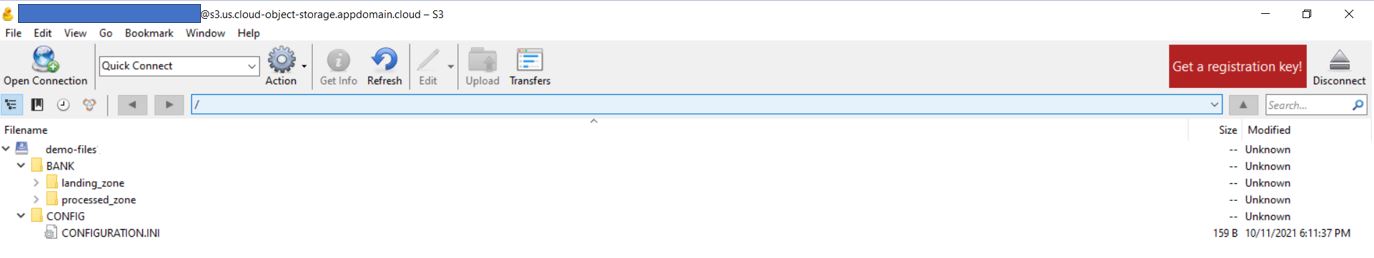 @s3.us.cloud-object-storage.appdomain.cloud – S3
File Edit View Go Bookmark Window Help
Quick Connect
Get a registration key!
Open Connection Action Get Info Refresh Edit Upload Transfers Disconnect
/ Search...
Filename Size Modified
demo-files -- Unknown
BANK -- Unknown
landing_zone -- Unknown
processed_zone -- Unknown
CONFIG -- Unknown
CONFIGURATION.INI 159 B 10/11/2021 6:11:37 PM